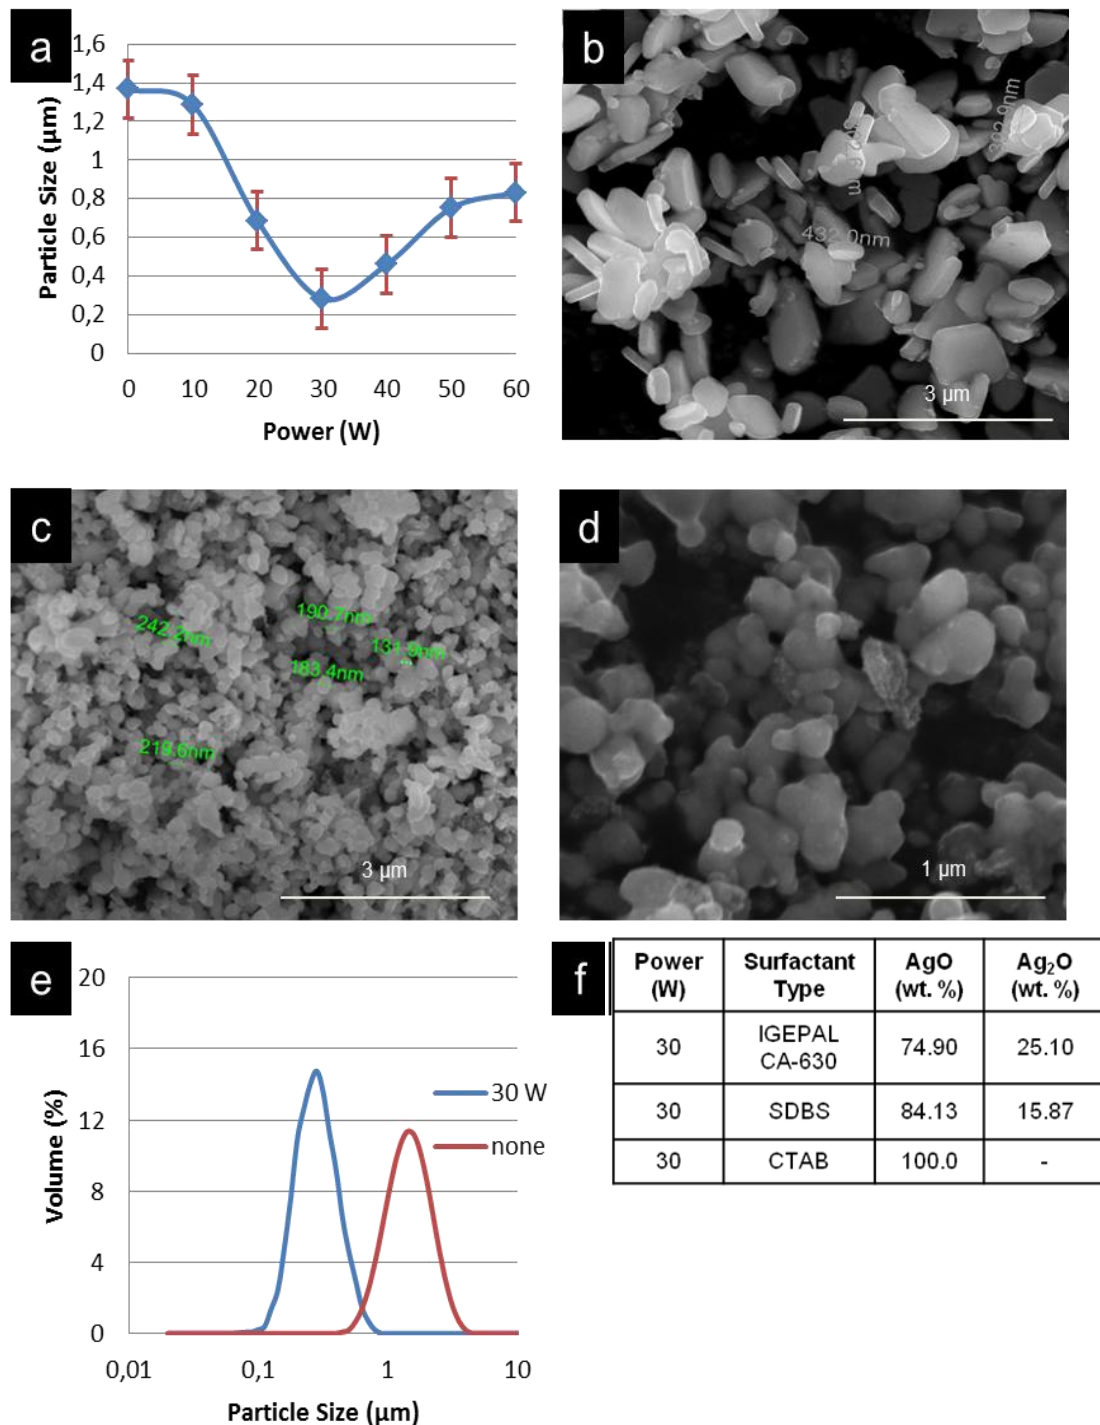 a
1,6
1,4
1,2
1
0,8
0,6
0,4
0,2
0
Particle Size (µm)
0 10 20 30 40 50 60
Power (W)
b
392.9nm
432.0nm
3 µm
c
242.2nm
190.7nm
131.9nm
183.4nm
219.6nm
3 µm
d
1 µm
e
20
16
12
8
4
0
Volume (%)
30 W
none
0,01 0,1 1 10
Particle Size (µm)
f
Power (W) Surfactant Type AgO (wt. %) Ag₂O (wt. %)
30 IGEPAL CA-630 74.90 25.10
30 SDBS 84.13 15.87
30 CTAB 100.0 -